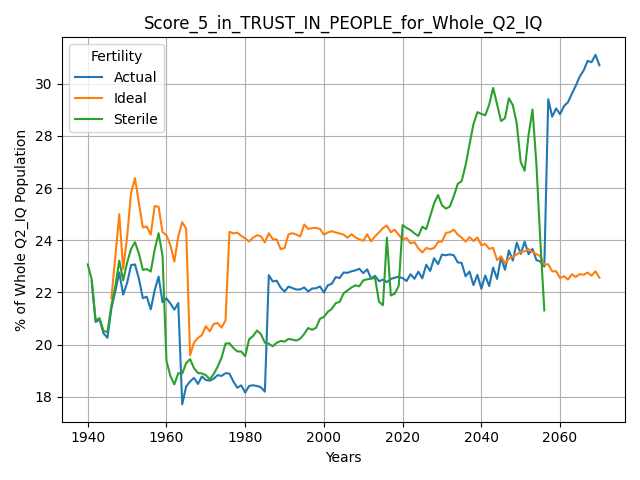 Score_5_in_TRUST_IN_PEOPLE_for_Whole_Q2_IQ
Fertility
Actual
Ideal
Sterile
% of Whole Q2_IQ Population
30
28
26
24
22
20
18
1940 1960 1980 2000 2020 2040 2060
Years